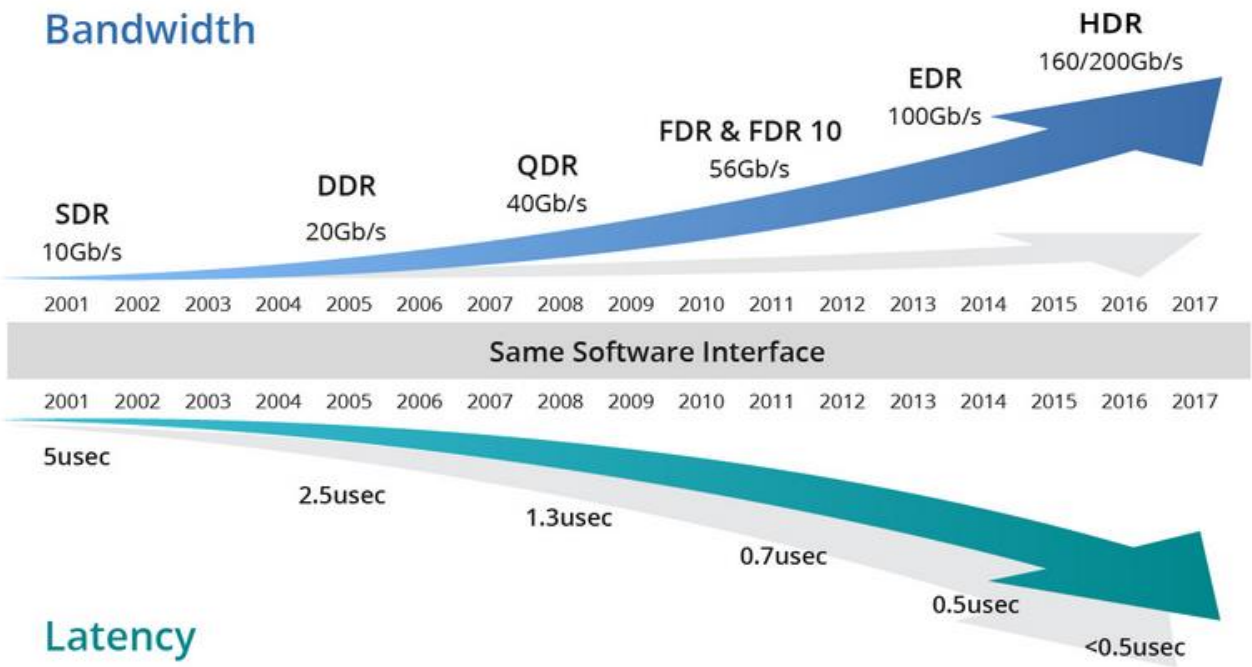 Bandwidth
HDR
160/200Gb/s
EDR
100Gb/s
FDR & FDR 10
56Gb/s
QDR
40Gb/s
DDR
20Gb/s
SDR
10Gb/s
2001 2002 2003 2004 2005 2006 2007 2008 2009 2010 2011 2012 2013 2014 2015 2016 2017
Same Software Interface
2001 2002 2003 2004 2005 2006 2007 2008 2009 2010 2011 2012 2013 2014 2015 2016 2017
5usec
2.5usec
1.3usec
0.7usec
0.5usec
<0.5usec
Latency